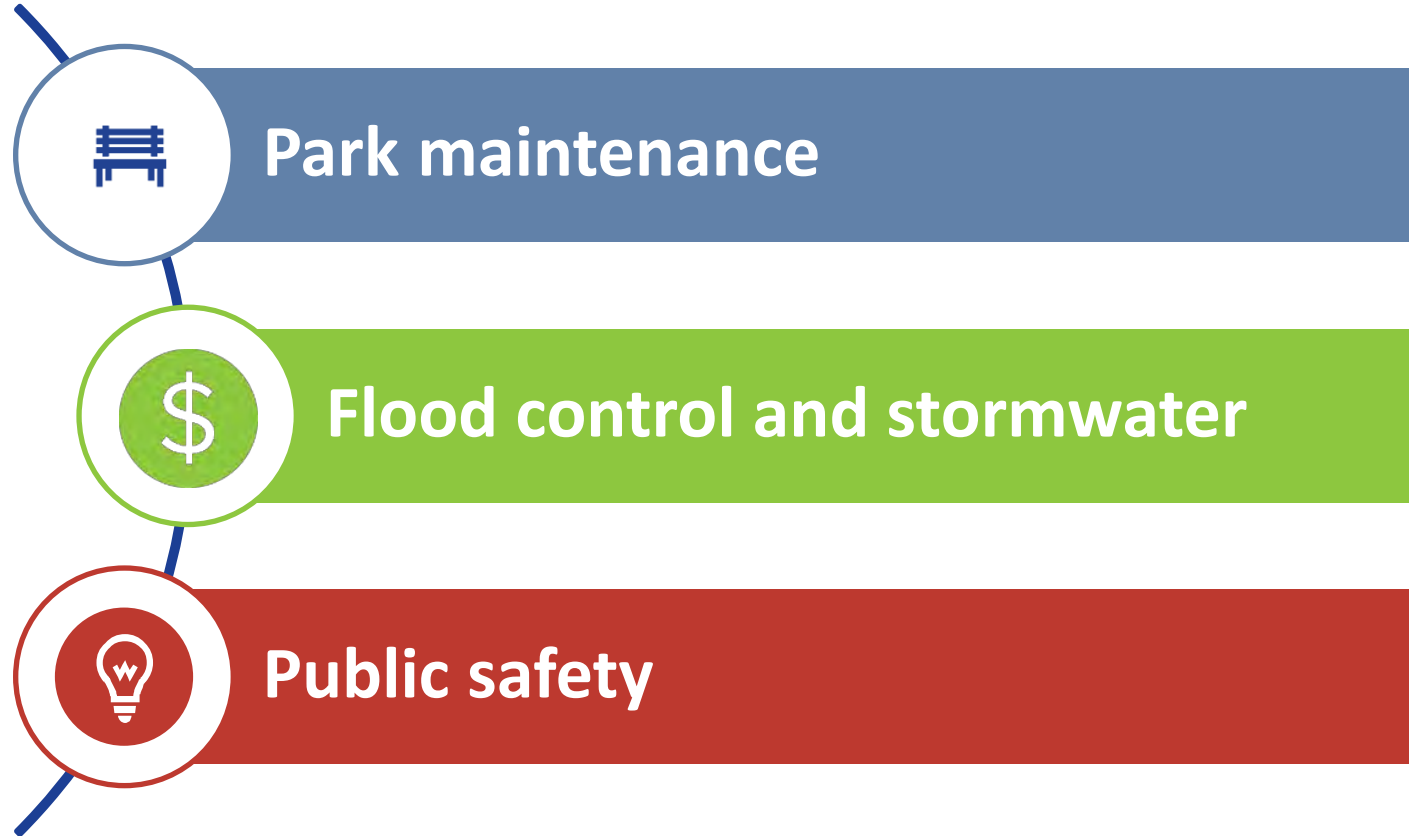 Park maintenance
$
Flood control and stormwater
Public safety